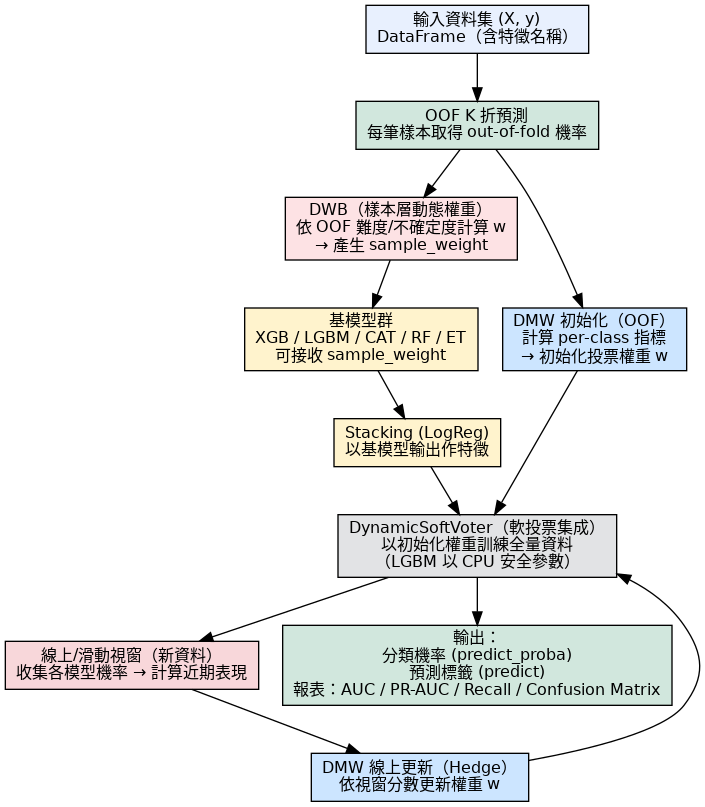 輸入資料集 (X, y)
DataFrame（含特徵名稱）
OOF K 折預測
每筆樣本取得 out-of-fold 機率
DWB（樣本層動態權重）
依 OOF 難度/不確定度計算 w
→ 產生 sample_weight
基模型群
XGB / LGBM / CAT / RF / ET
可接收 sample_weight
DMW 初始化（OOF）
計算 per-class 指標
→ 初始化投票權重 w
Stacking (LogReg)
以基模型輸出作特徵
DynamicSoftVoter（軟投票集成）
以初始化權重訓練全量資料
（LGBM 以 CPU 安全參數）
線上/滑動視窗（新資料）
收集各模型機率 → 計算近期表現
輸出：
分類機率 (predict_proba)
預測標籤 (predict)
報表：AUC / PR-AUC / Recall / Confusion Matrix
DMW 線上更新（Hedge）
依視窗分數更新權重 w